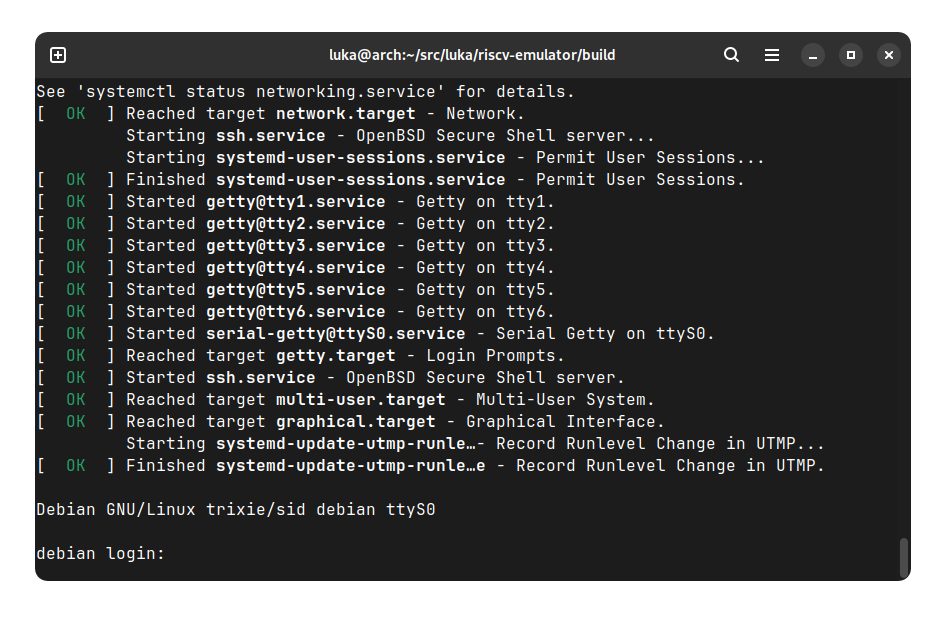 luka@arch:~/src/luka/riscv-emulator/build
See 'systemctl status networking.service' for details.
[  OK  ] Reached target network.target - Network.
         Starting ssh.service - OpenBSD Secure Shell server...
         Starting systemd-user-sessions.service - Permit User Sessions...
[  OK  ] Finished systemd-user-sessions.service - Permit User Sessions.
[  OK  ] Started getty@tty1.service - Getty on tty1.
[  OK  ] Started getty@tty2.service - Getty on tty2.
[  OK  ] Started getty@tty3.service - Getty on tty3.
[  OK  ] Started getty@tty4.service - Getty on tty4.
[  OK  ] Started getty@tty5.service - Getty on tty5.
[  OK  ] Started getty@tty6.service - Getty on tty6.
[  OK  ] Started serial-getty@ttyS0.service - Serial Getty on ttyS0.
[  OK  ] Reached target getty.target - Login Prompts.
[  OK  ] Started ssh.service - OpenBSD Secure Shell server.
[  OK  ] Reached target multi-user.target - Multi-User System.
[  OK  ] Reached target graphical.target - Graphical Interface.
         Starting systemd-update-utmp-runle…- Record Runlevel Change in UTMP...
[  OK  ] Finished systemd-update-utmp-runle…e - Record Runlevel Change in UTMP.
Debian GNU/Linux trixie/sid debian ttyS0
debian login: